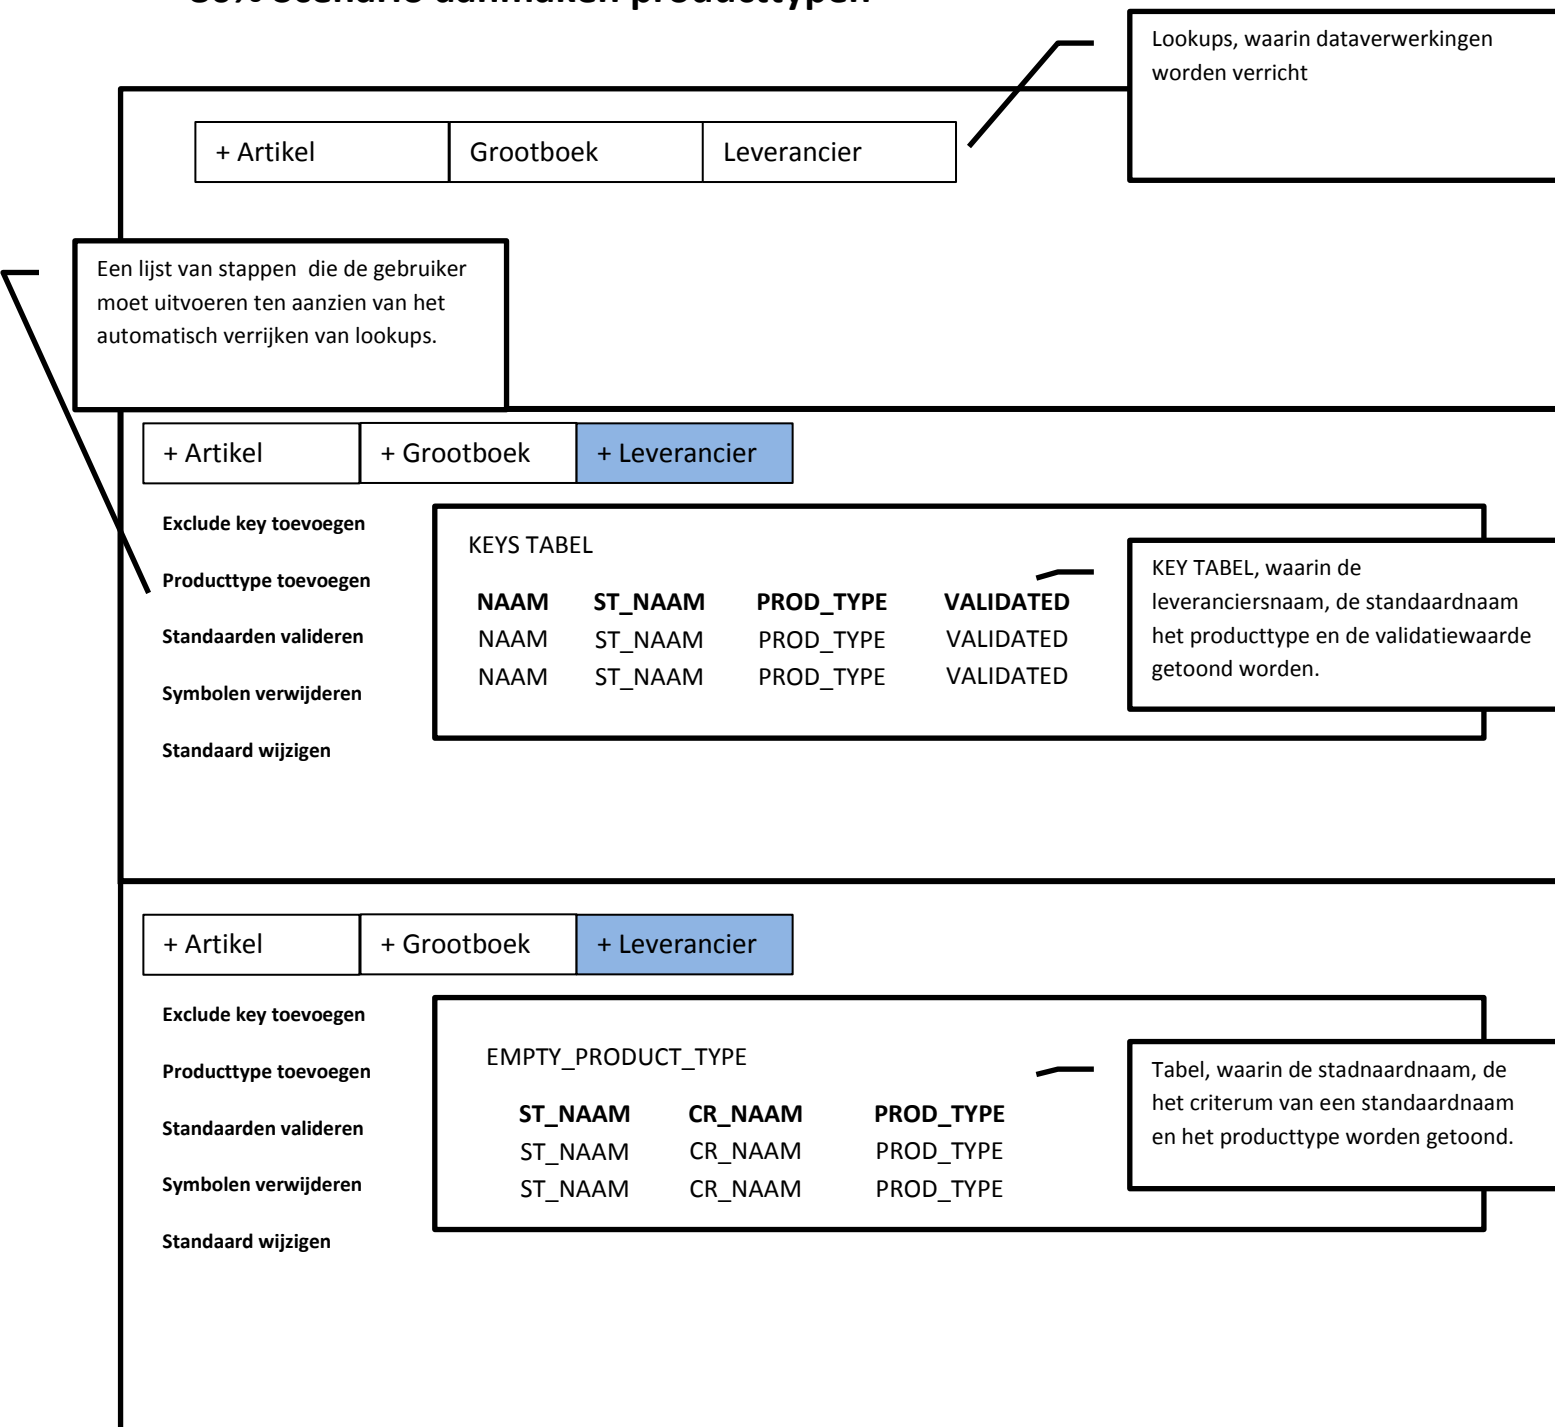 80% Scenario aanmaken producttypen
Lookups, waarin dataverwerkingen
worden verricht
+ Artikel Grootboek Leverancier
Een lijst van stappen die de gebruiker
moet uitvoeren ten aanzien van het
automatisch verrijken van lookups.
+ Artikel + Grootboek + Leverancier
Exclude key toevoegen
Producttype toevoegen
Standaarden valideren
Symbolen verwijderen
Standaard wijzigen
KEYS TABEL
NAAM ST_NAAM PROD_TYPE VALIDATED
NAAM ST_NAAM PROD_TYPE VALIDATED
NAAM ST_NAAM PROD_TYPE VALIDATED
KEY TABEL, waarin de
leveranciersnaam, de standaardnaam
het producttype en de validatiewaarde
getoond worden.
+ Artikel + Grootboek + Leverancier
Exclude key toevoegen
Producttype toevoegen
Standaarden valideren
Symbolen verwijderen
Standaard wijzigen
EMPTY_PRODUCT_TYPE
ST_NAAM CR_NAAM PROD_TYPE
ST_NAAM CR_NAAM PROD_TYPE
ST_NAAM CR_NAAM PROD_TYPE
Tabel, waarin de stadnaardnaam, de
het criterum van een standaardnaam
en het producttype worden getoond.